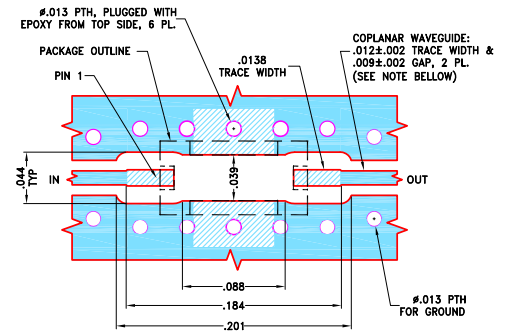 ø.013 PTH, PLUGGED WITH
EPOXY FROM TOP SIDE, 6 PL.
PACKAGE OUTLINE
PIN 1
.0138
TRACE WIDTH
COPLANAR WAVEGUIDE:
.012±.002 TRACE WIDTH &
.009±.002 GAP, 2 PL.
(SEE NOTE BELLOW)
.044
TYP
IN
.039
OUT
.088
.184
.201
ø.013 PTH
FOR GROUND